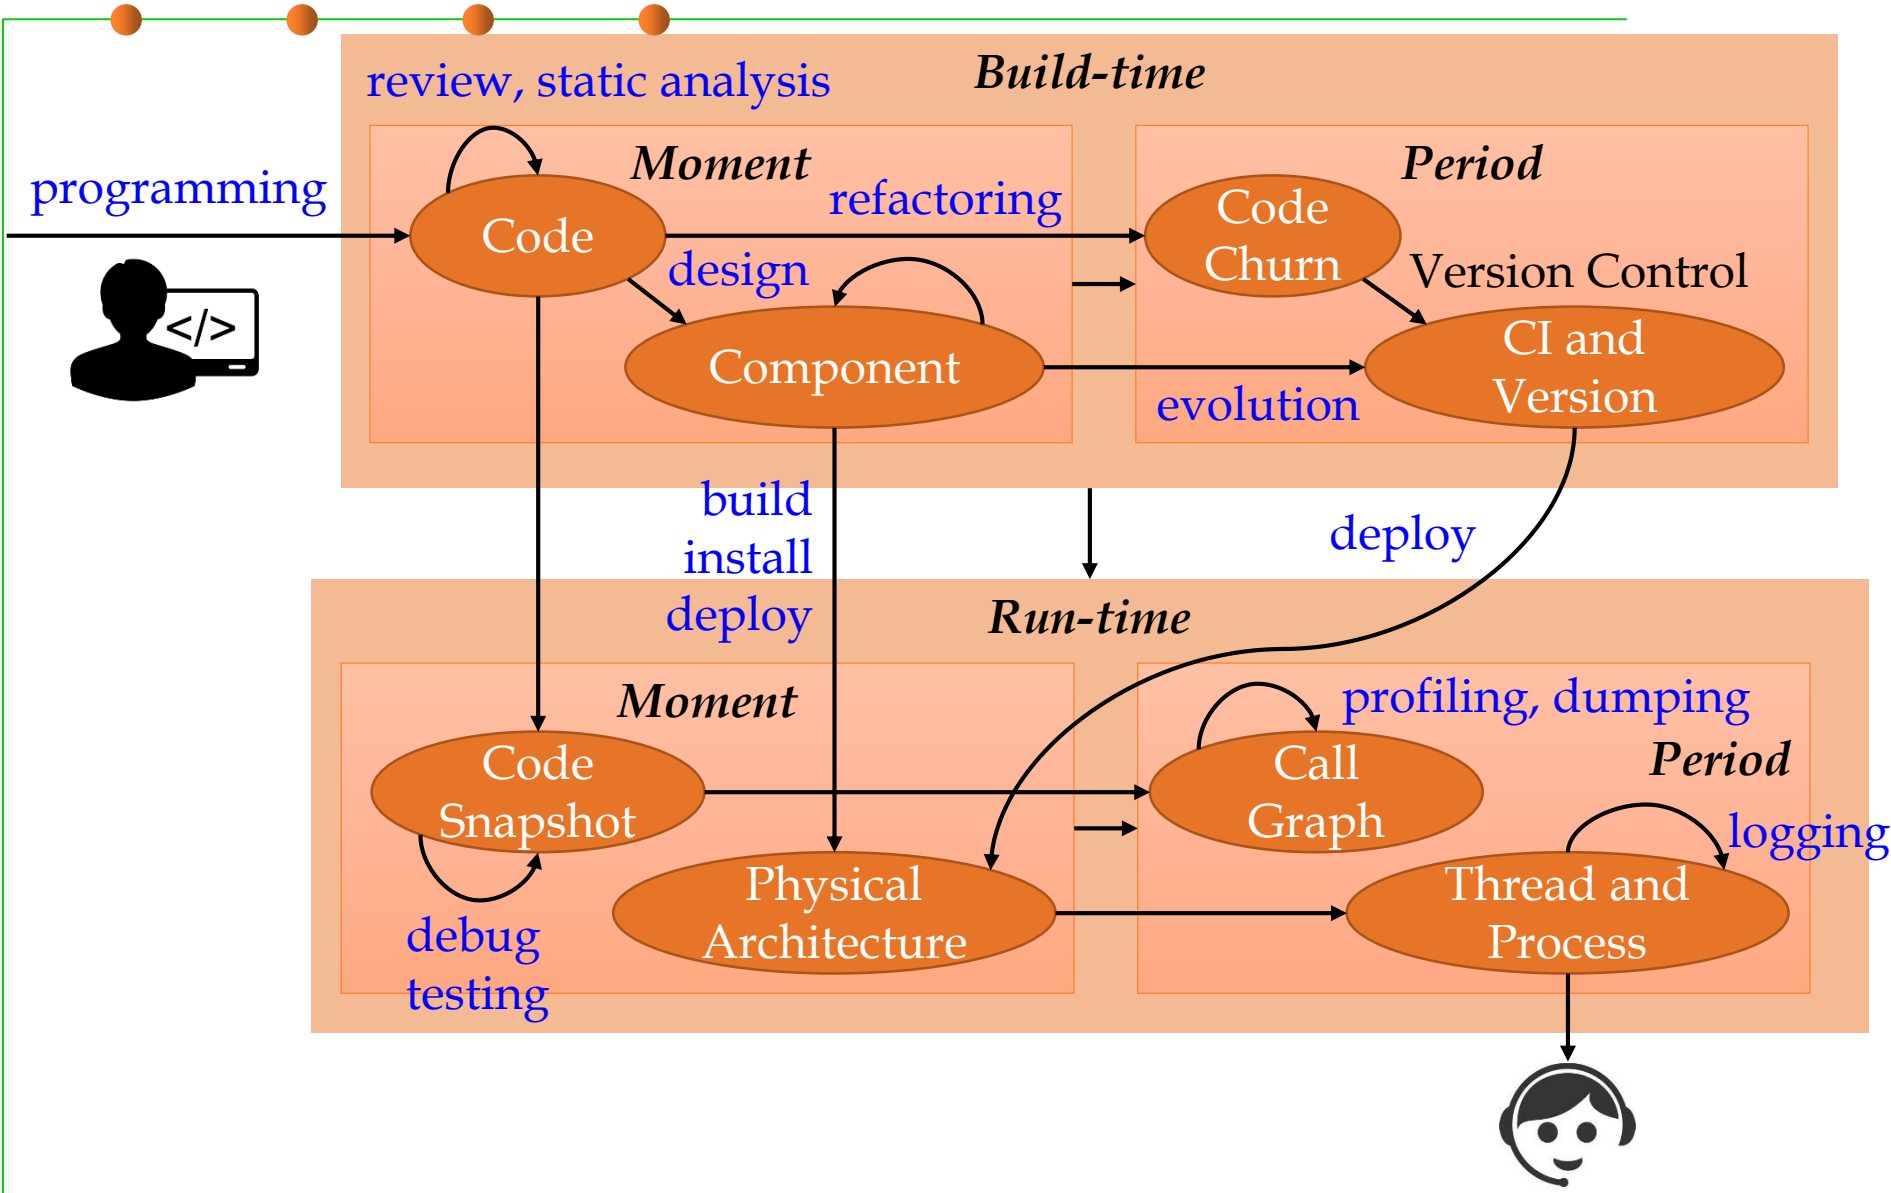 review, static analysis
Build-time
Moment
Period
programming
refactoring
Code
Code
Churn
design
Version Control
Component
CI and
Version
evolution
build
install
deploy
deploy
Run-time
Moment
profiling, dumping
Period
Code
Snapshot
Call
Graph
logging
Physical
Architecture
Thread and
Process
debug
testing
</>